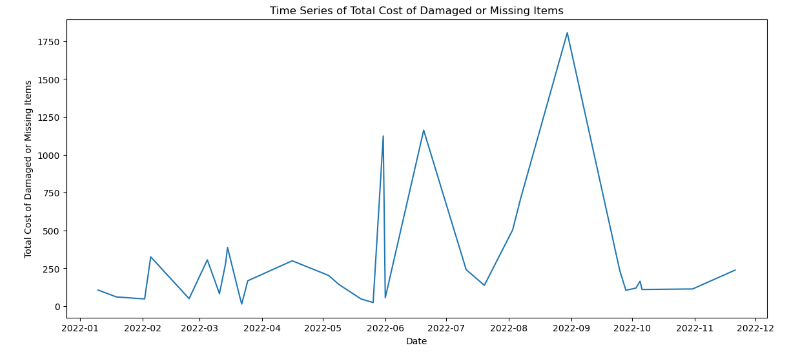 Time Series of Total Cost of Damaged or Missing Items
Total Cost of Damaged or Missing Items
1750
1500
1250
1000
750
500
250
0
2022-01 2022-02 2022-03 2022-04 2022-05 2022-06 2022-07 2022-08 2022-09 2022-10 2022-11 2022-12
Date